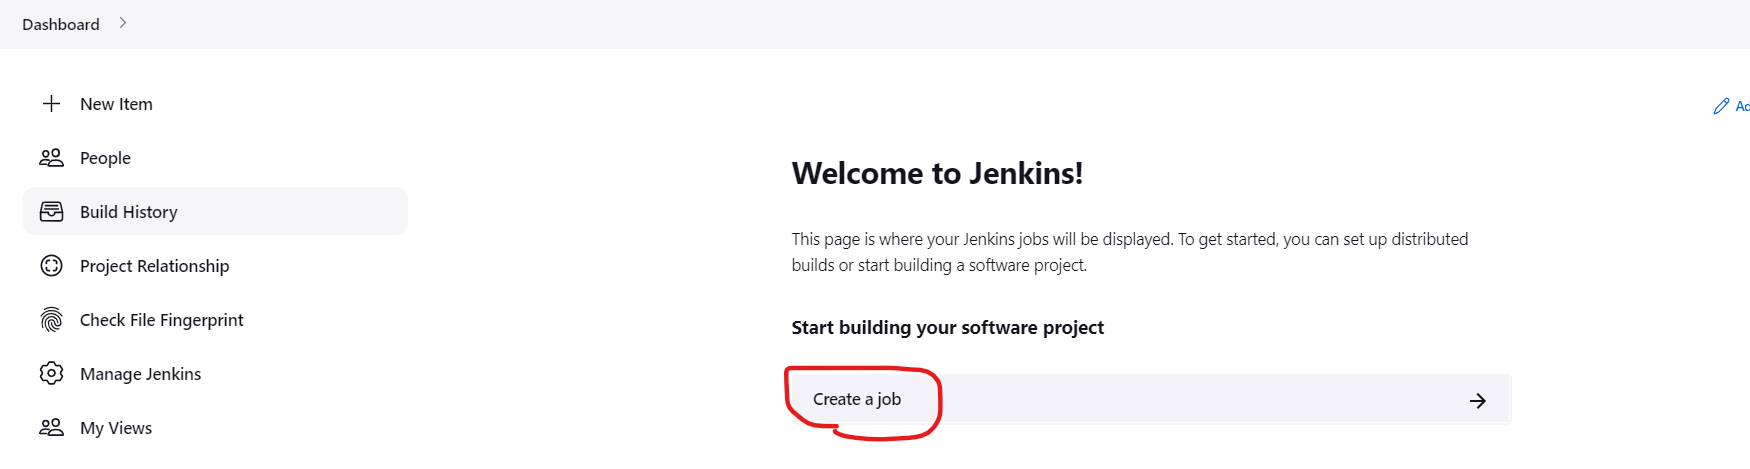 Dashboard
New Item
People
Build History
Project Relationship
Check File Fingerprint
Manage Jenkins
My Views
Welcome to Jenkins!
This page is where your Jenkins jobs will be displayed. To get started, you can set up distributed
builds or start building a software project.
Start building your software project
Create a job